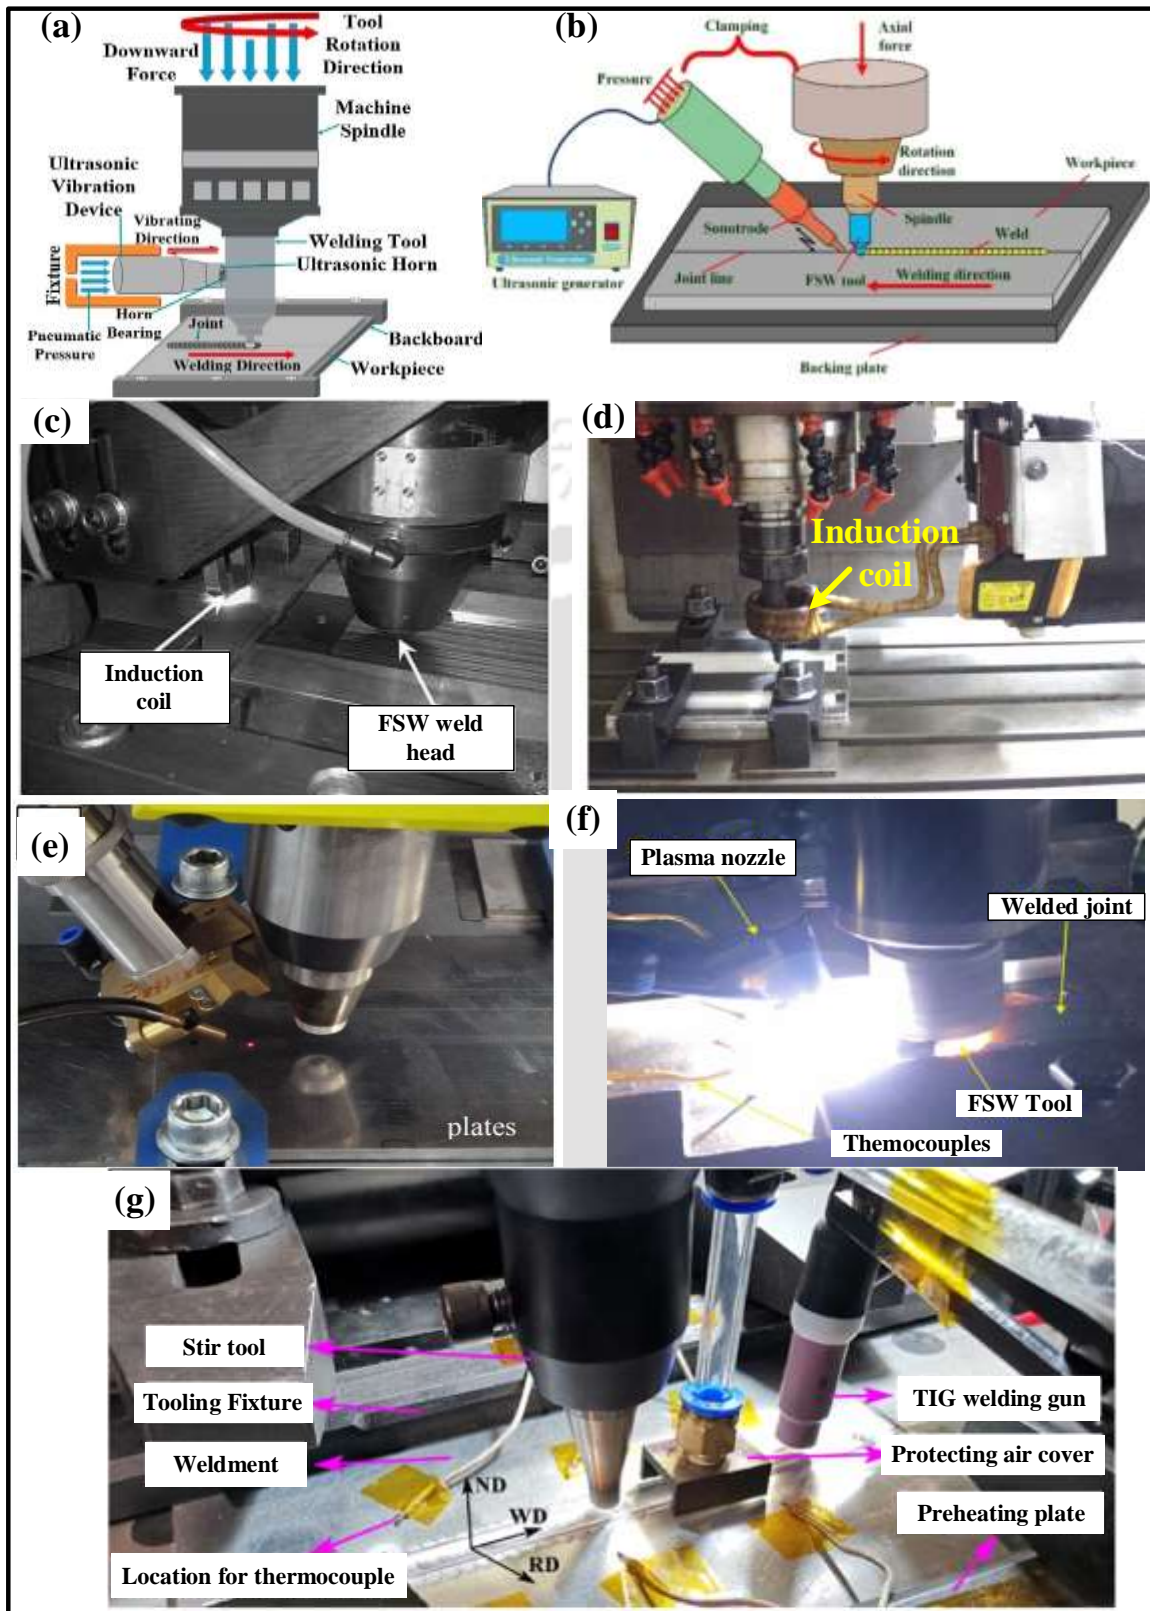 (a)
Tool
Rotation
Direction
Downward
Force
Machine
Spindle
Ultrasonic
Vibration
Device
Vibrating
Direction
Welding Tool
Ultrasonic Horn
Fixture
Horn
Bearing
Pneumatic
Pressure
Joint
Backboard
Welding Direction
Workpiece
(b)
Clamping
Axial
force
Pressure
Rotation
direction
Workpiece
Sonotrode
Spindle
Weld
Ultrasonic generator
Joint line
FSW tool
Welding direction
Backing plate
(c)
Induction
coil
FSW weld
head
(d)
Induction
coil
(e)
plates
(f)
Plasma nozzle
Welded joint
FSW Tool
Themocouples
(g)
Stir tool
Tooling Fixture
Weldment
Location for thermocouple
ND
WD
RD
TIG welding gun
Protecting air cover
Preheating plate